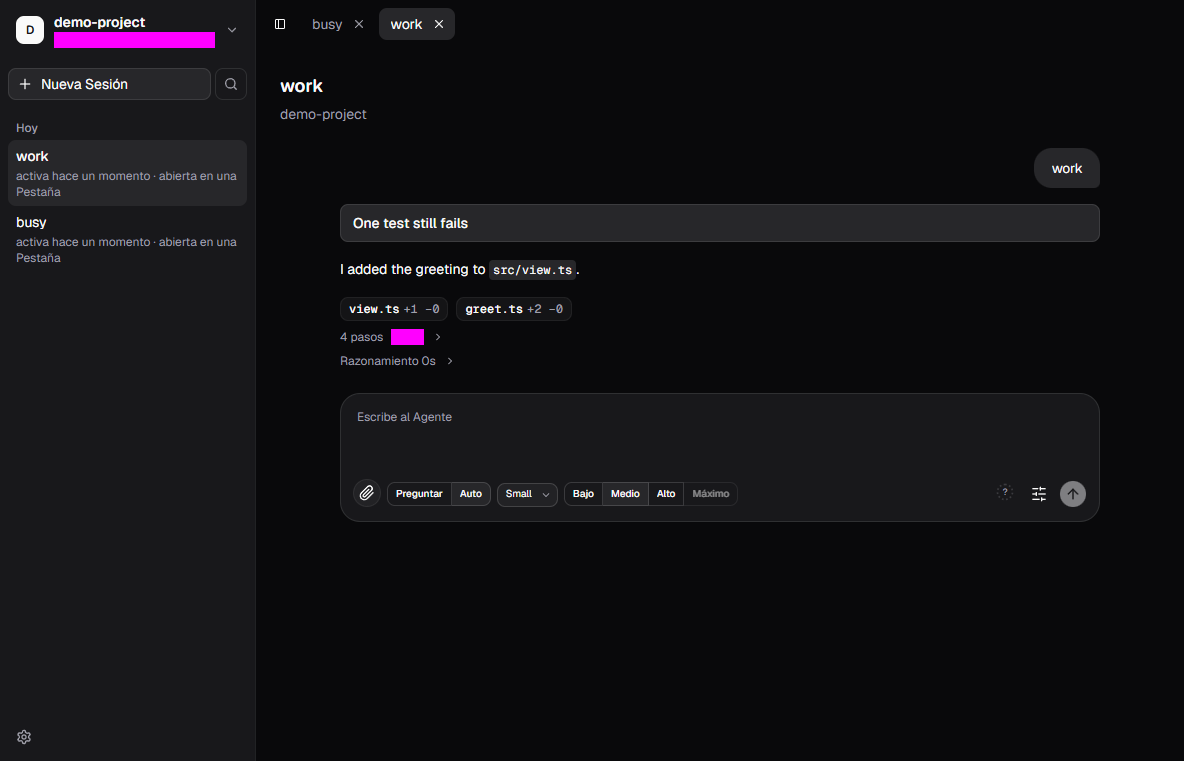 D
demo-project
Nueva Sesión
Hoy
work
activa hace un momento · abierta en una
Pestaña
busy
activa hace un momento · abierta en una
Pestaña
busy
work
work
demo-project
work
One test still fails
I added the greeting to src/view.ts.
view.ts +1 −0 greet.ts +2 −0
4 pasos
Razonamiento 0s
Escribe al Agente
Preguntar Auto Small Bajo Medio Alto Máximo ?